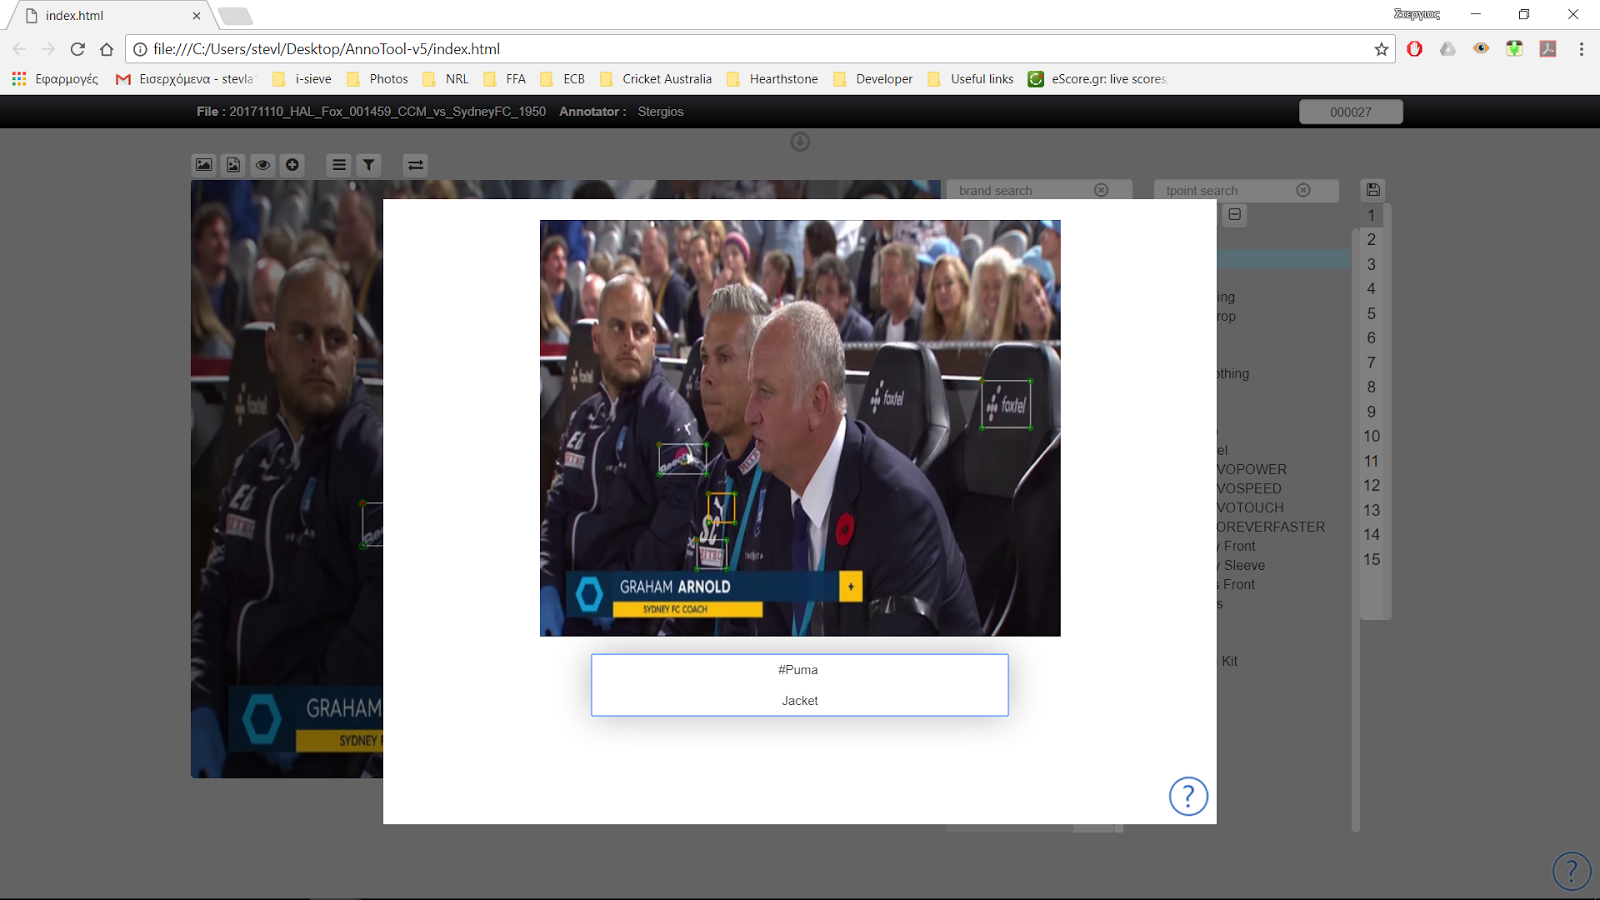 index.html
Στεργιος
file:///C:/Users/stevl/Desktop/AnnoTool-v5/index.html
Εφαρμογές
Εισερχόμενα - stevla
i-sieve
Photos
NRL
FFA
ECB
Cricket Australia
Hearthstone
Developer
Useful links
eScore.gr: live scores.
File : 20171110_HAL_Fox_001459_CCM_vs_SydneyFC_1950 Annotator : Stergios
000027
brand search
tpoint search
1
2
3
4
5
6
7
8
9
10
11
12
13
14
15
ing
rop
othing
el
VOPOWER
VOSPEED
VOTOUCH
OREVERFASTER
y Front
y Sleeve
s Front
s
Kit
foxtel
foxtel
foxtel
foxtel
GRAHAM ARNOLD
SYDNEY FC COACH
GRAHAM
SYDNEY F
#Puma
Jacket
?
?